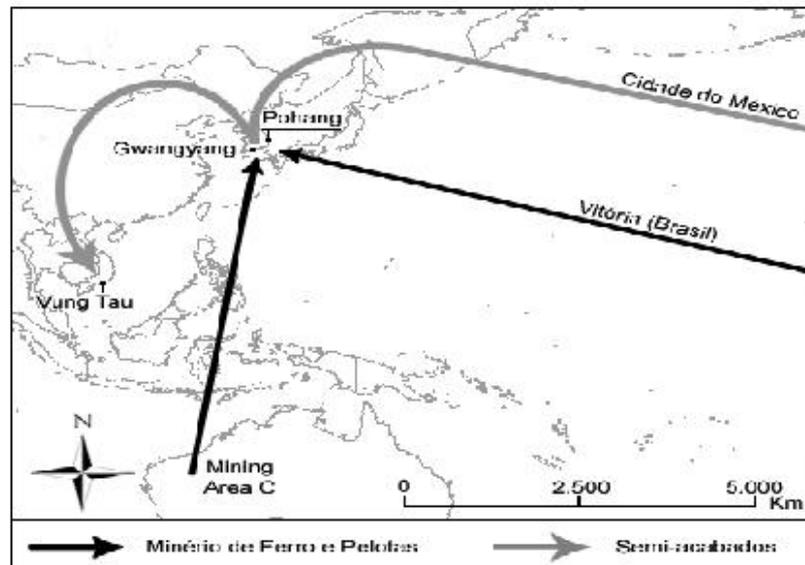 Cidade do Mexico
Pohang
Gwangyang
Vitória (Brasil)
Vung Tau
N
Mining
Area C
0 2.500 5.000
Km
Minério de Ferro e Pelotas
Semi-acabados